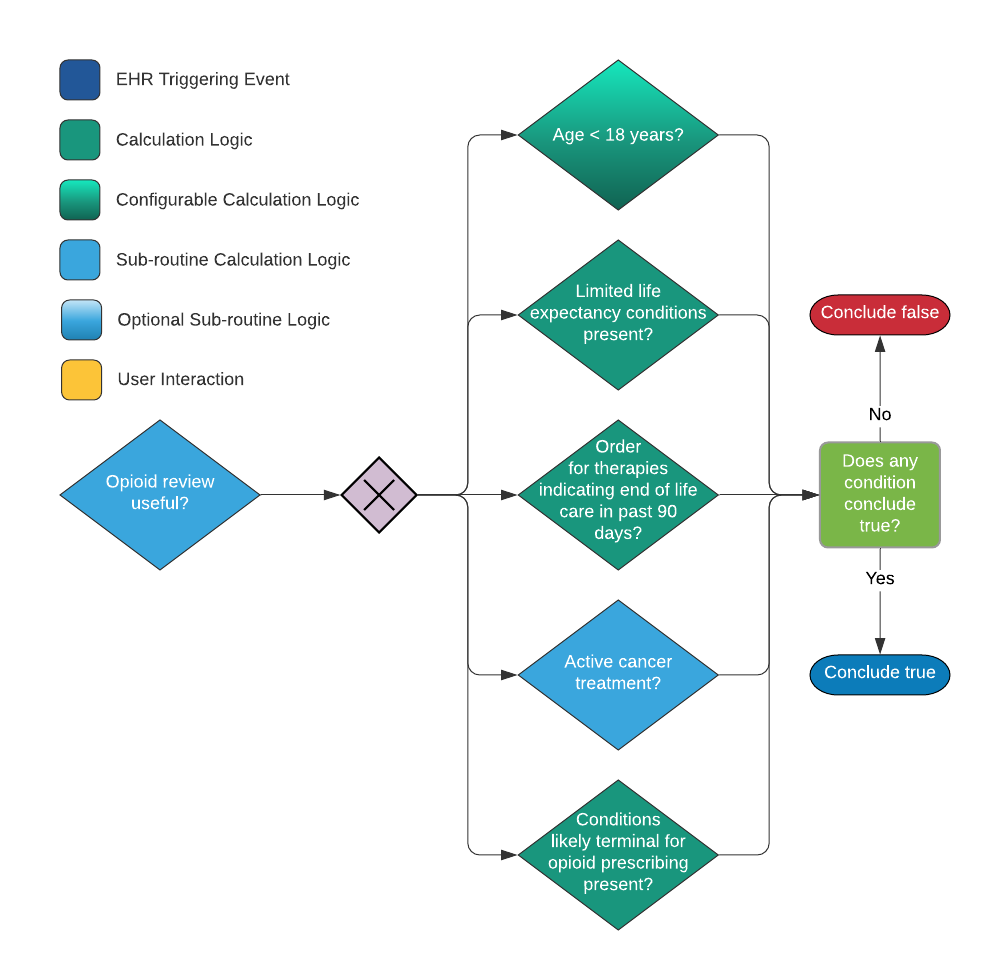 EHR Triggering Event
Calculation Logic
Configurable Calculation Logic
Sub-routine Calculation Logic
Optional Sub-routine Logic
User Interaction
Opioid review
useful?
Age < 18 years?
Limited life
expectancy conditions
present?
Order
for therapies
indicating end of life
care in past 90
days?
Active cancer
treatment?
Conditions
likely terminal for
opioid prescribing
present?
Conclude false
No
Does any
condition
conclude
true?
Yes
Conclude true